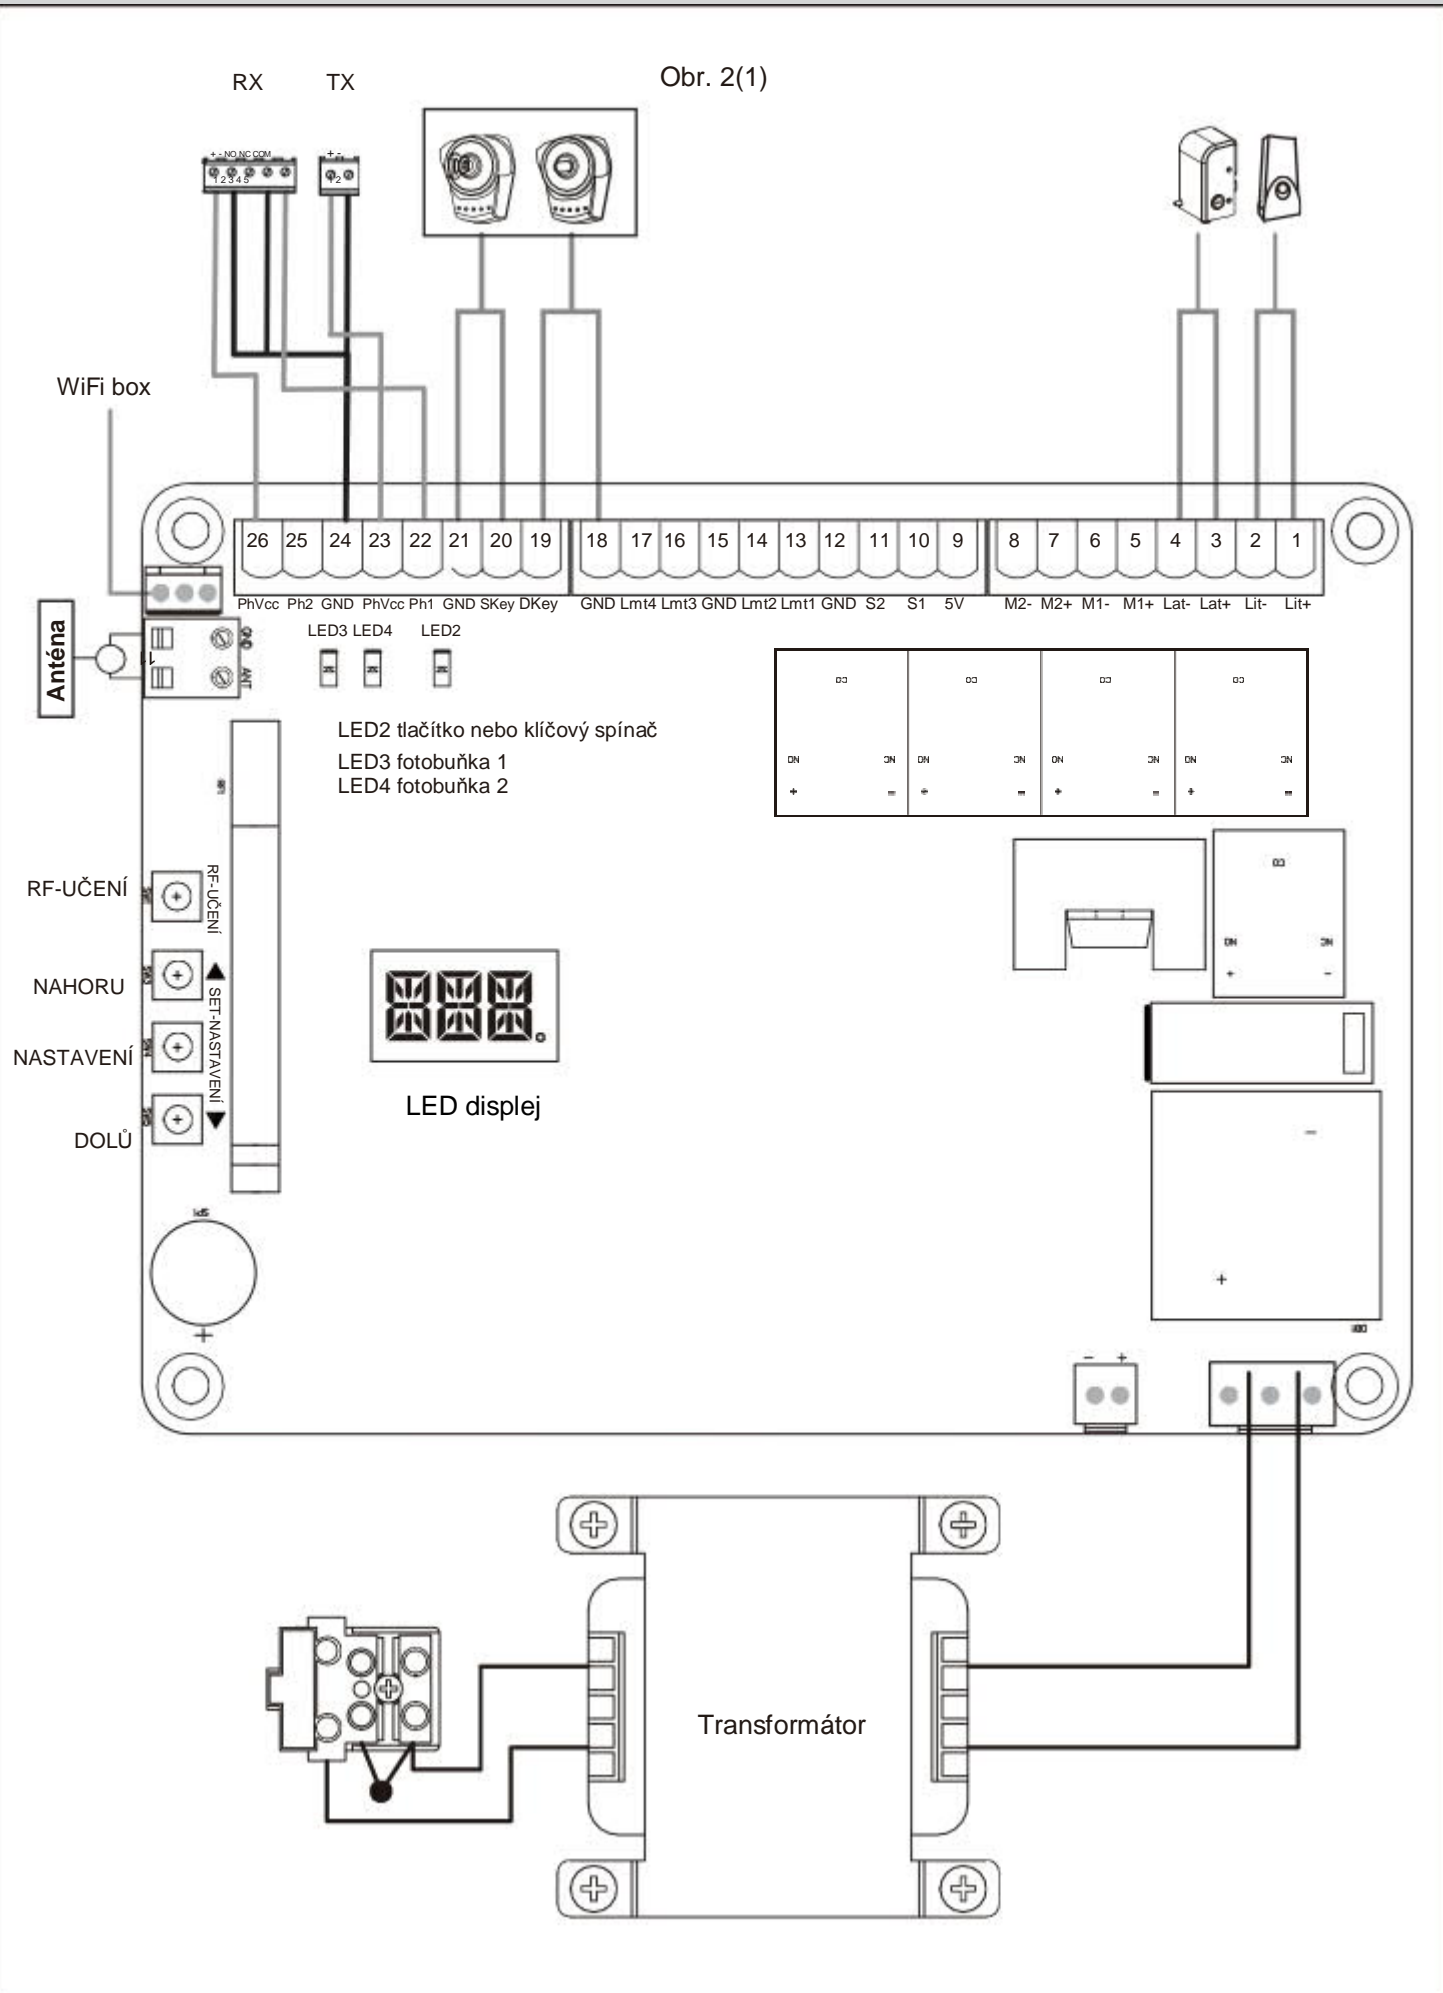 Obr. 2(1)
RX TX
+ - NO NC COM
1 2 3 4 5
+ -
1 2
WiFi box
26 25 24 23 22 21 20 19 18 17 16 15 14 13 12 11 10 9 8 7 6 5 4 3 2 1
PhVcc Ph2 GND PhVcc Ph1 GND SKey DKey GND Lmt4 Lmt3 GND Lmt2 Lmt1 GND S2 S1 5V M2- M2+ M1- M1+ Lat- Lat+ Lit- Lit+
Anténa
GND
ANT
LED3 LED4 LED2
LED2 tlačítko nebo klíčový spínač
LED3 fotobuňka 1
LED4 fotobuňka 2
RF-UČENÍ
RF-UČENÍ
NAHORU
SET-NASTAVENÍ
NASTAVENÍ
DOLŮ
LED displej
SP1
- +
Transformátor